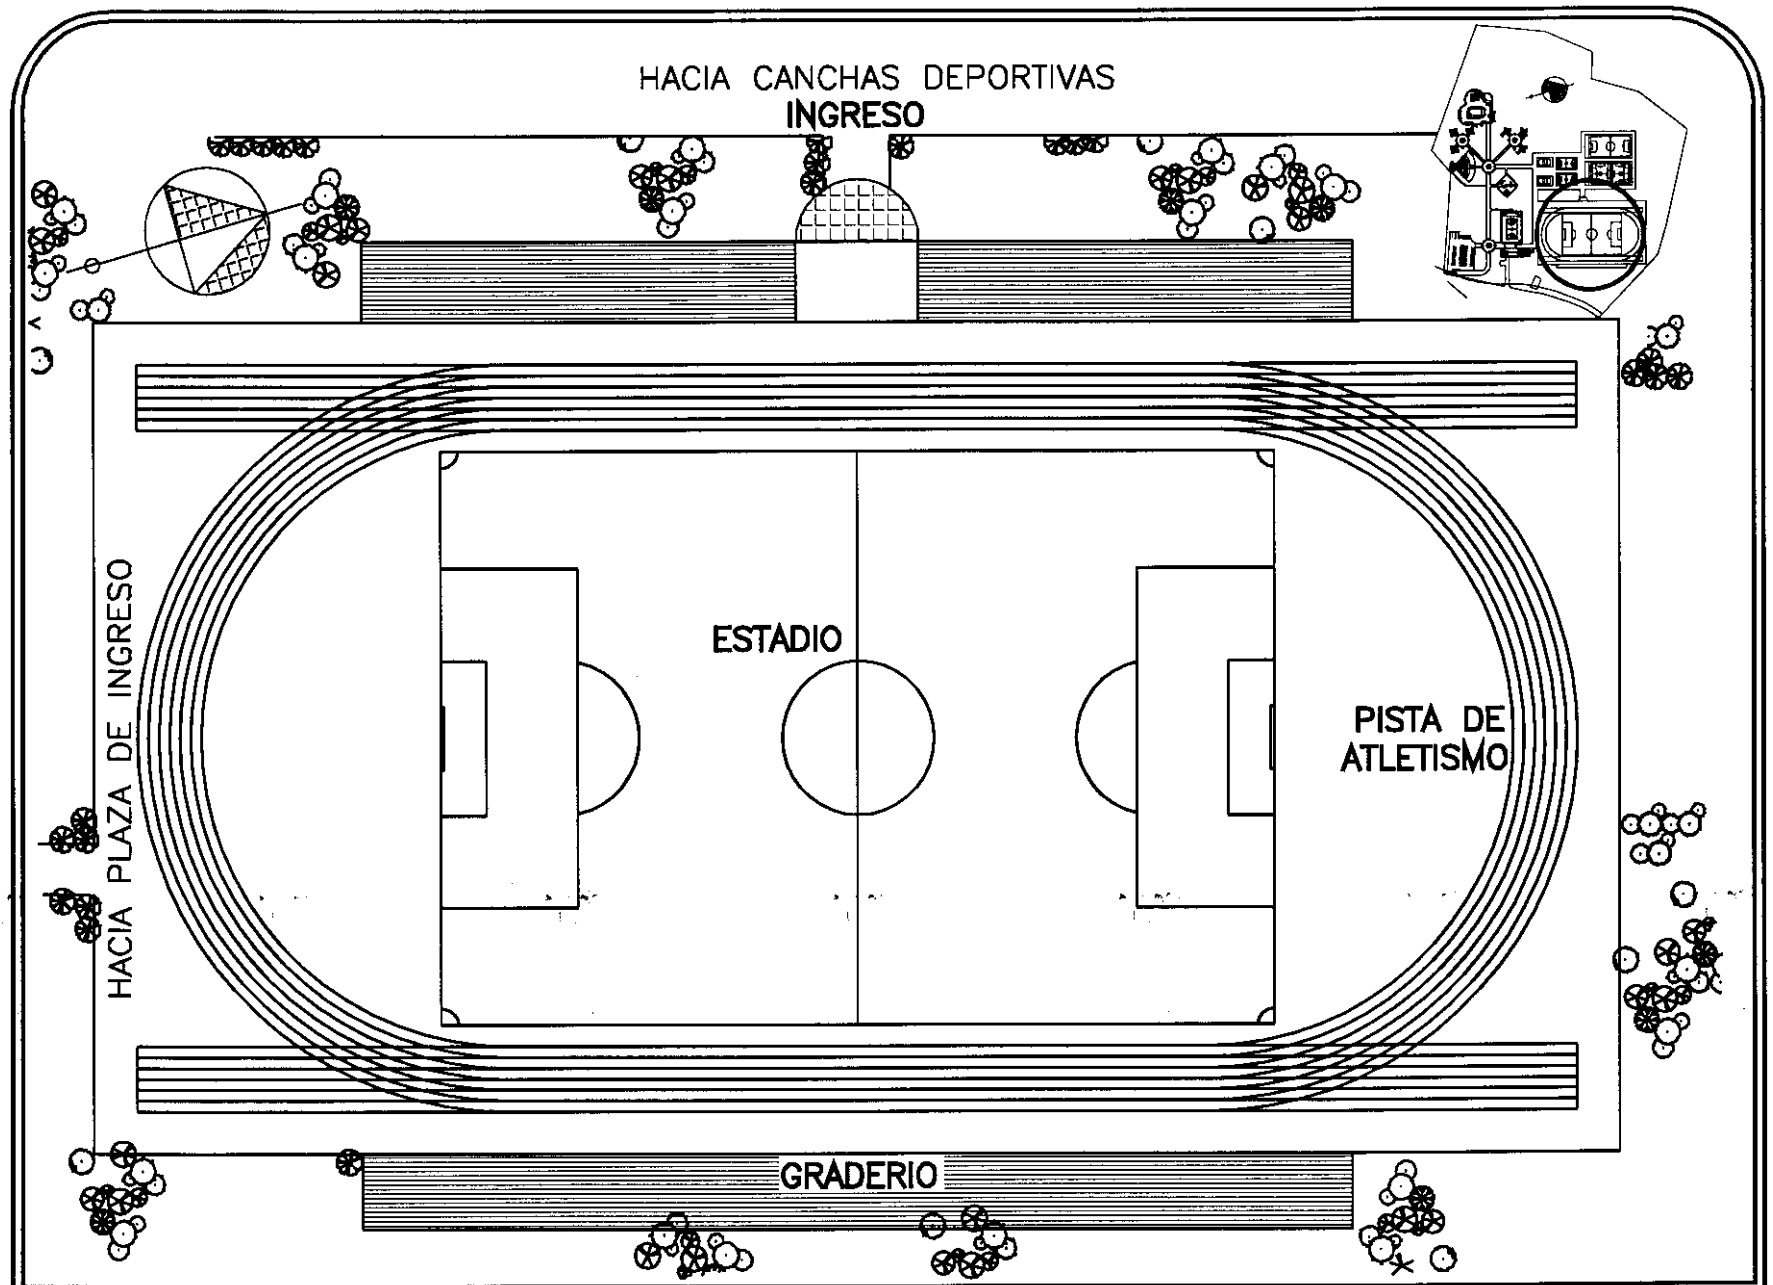 HACIA CANCHAS DEPORTIVAS
INGRESO
HACIA PLAZA DE INGRESO
ESTADIO
PISTA DE
ATLETISMO
GRADERIO